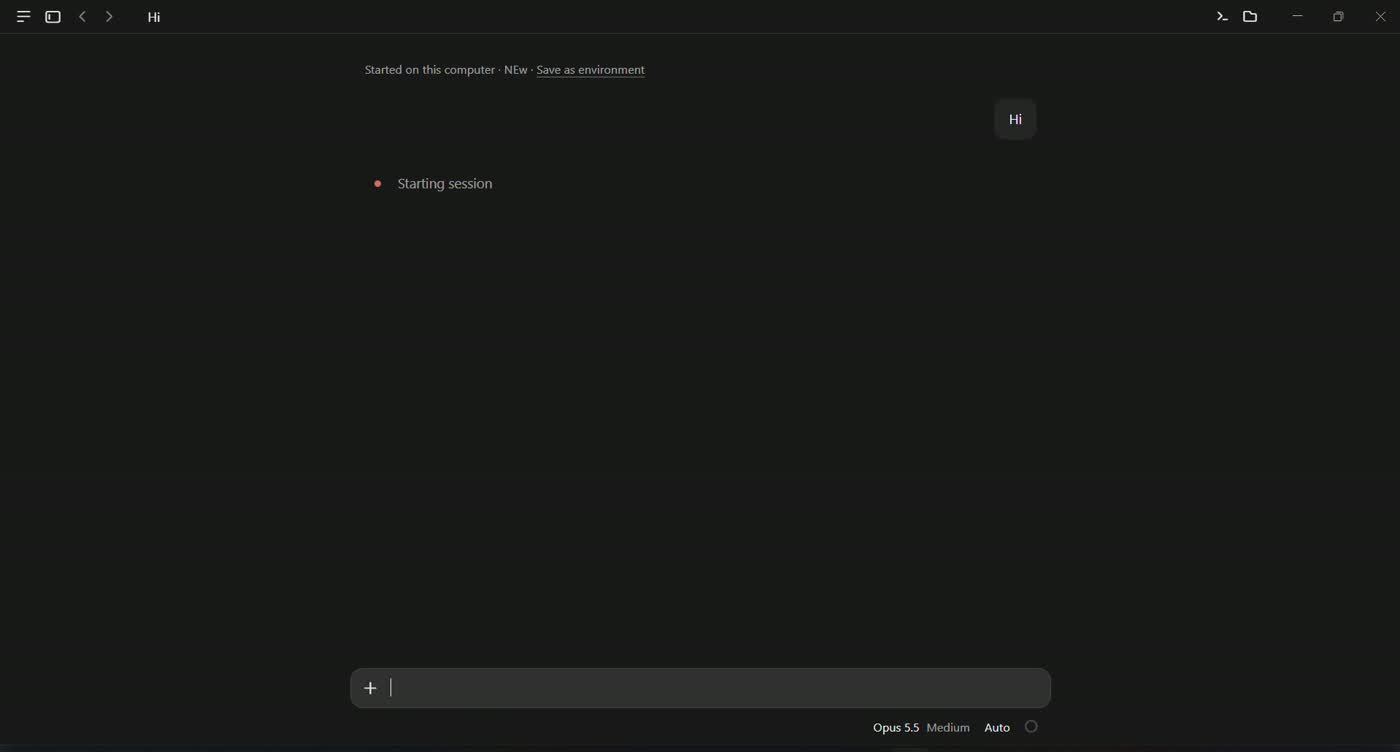 Hi
Started on this computer · NEw · Save as environment
Hi
Starting session
Opus 5.5 Medium Auto